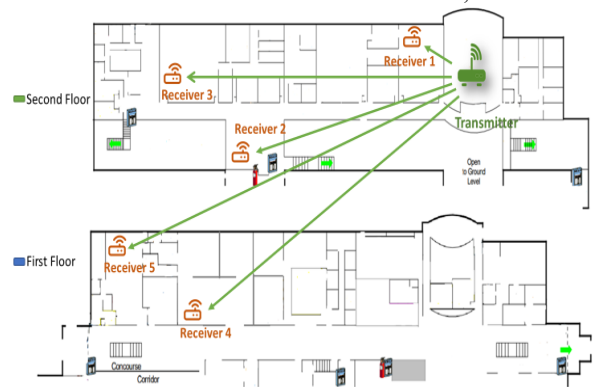 Receiver 1
Receiver 3
Second Floor
Transmitter
Receiver 2
Open
to Ground
Level
First Floor
Receiver 5
Receiver 4
Concourse
Corridor